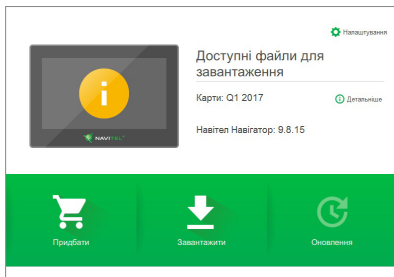 Налаштування
Доступні файли для
завантаження
Карти: Q1 2017
Детальніше
Навітел Навігатор: 9.8.15
NAVITEL
Придбати
Завантажити
Оновлення